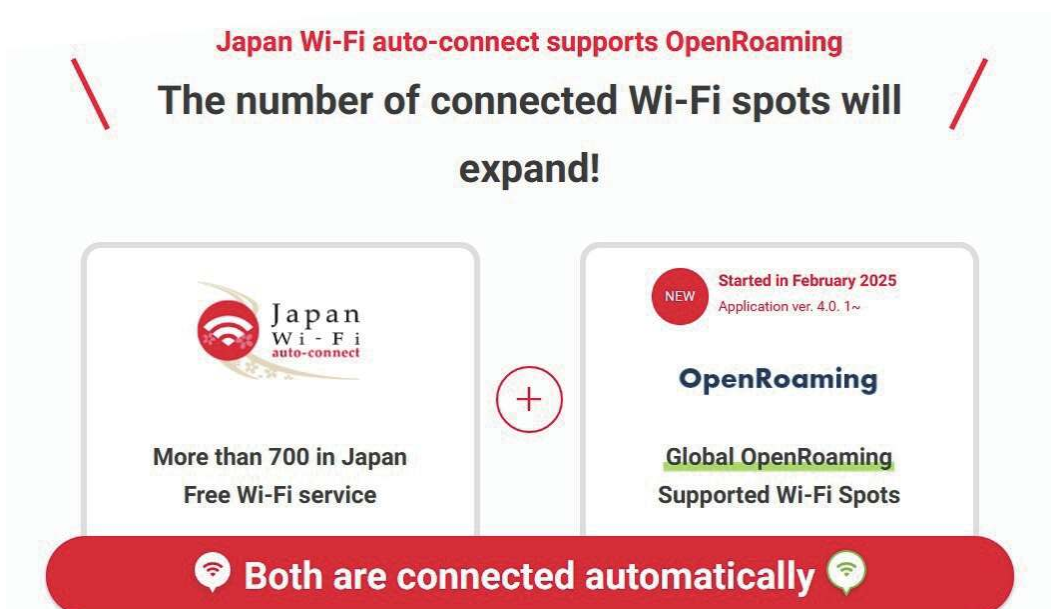 Japan Wi-Fi auto-connect supports OpenRoaming
The number of connected Wi-Fi spots will
expand!
Japan
Wi-Fi
auto-connect
More than 700 in Japan
Free Wi-Fi service
NEW
Started in February 2025
Application ver. 4.0. 1~
OpenRoaming
Global OpenRoaming
Supported Wi-Fi Spots
Both are connected automatically